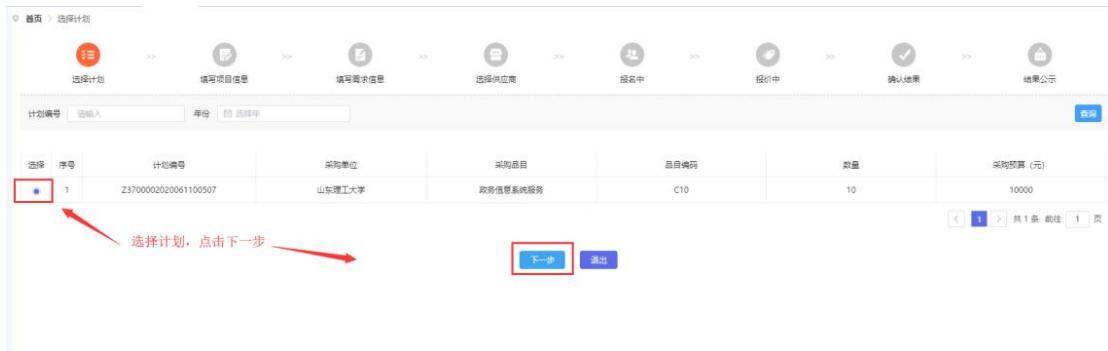 首页 > 选择计划
选择计划 >> 填写项目信息 >> 填写需求信息 >> 选择供应商 >> 报名中 >> 报价中 >> 确认结果 >> 结果公示
计划编号 请输入 年份 选择年 查询
选择 序号 计划编号 采购单位 采购品目 品目编码 数量 采购预算（元）
1 Z3700002020061100507 山东理工大学 政务信息系统服务 C10 10 10000
< 1 > 共 1 条 前往 1 页
选择计划，点击下一步
下一步 退出